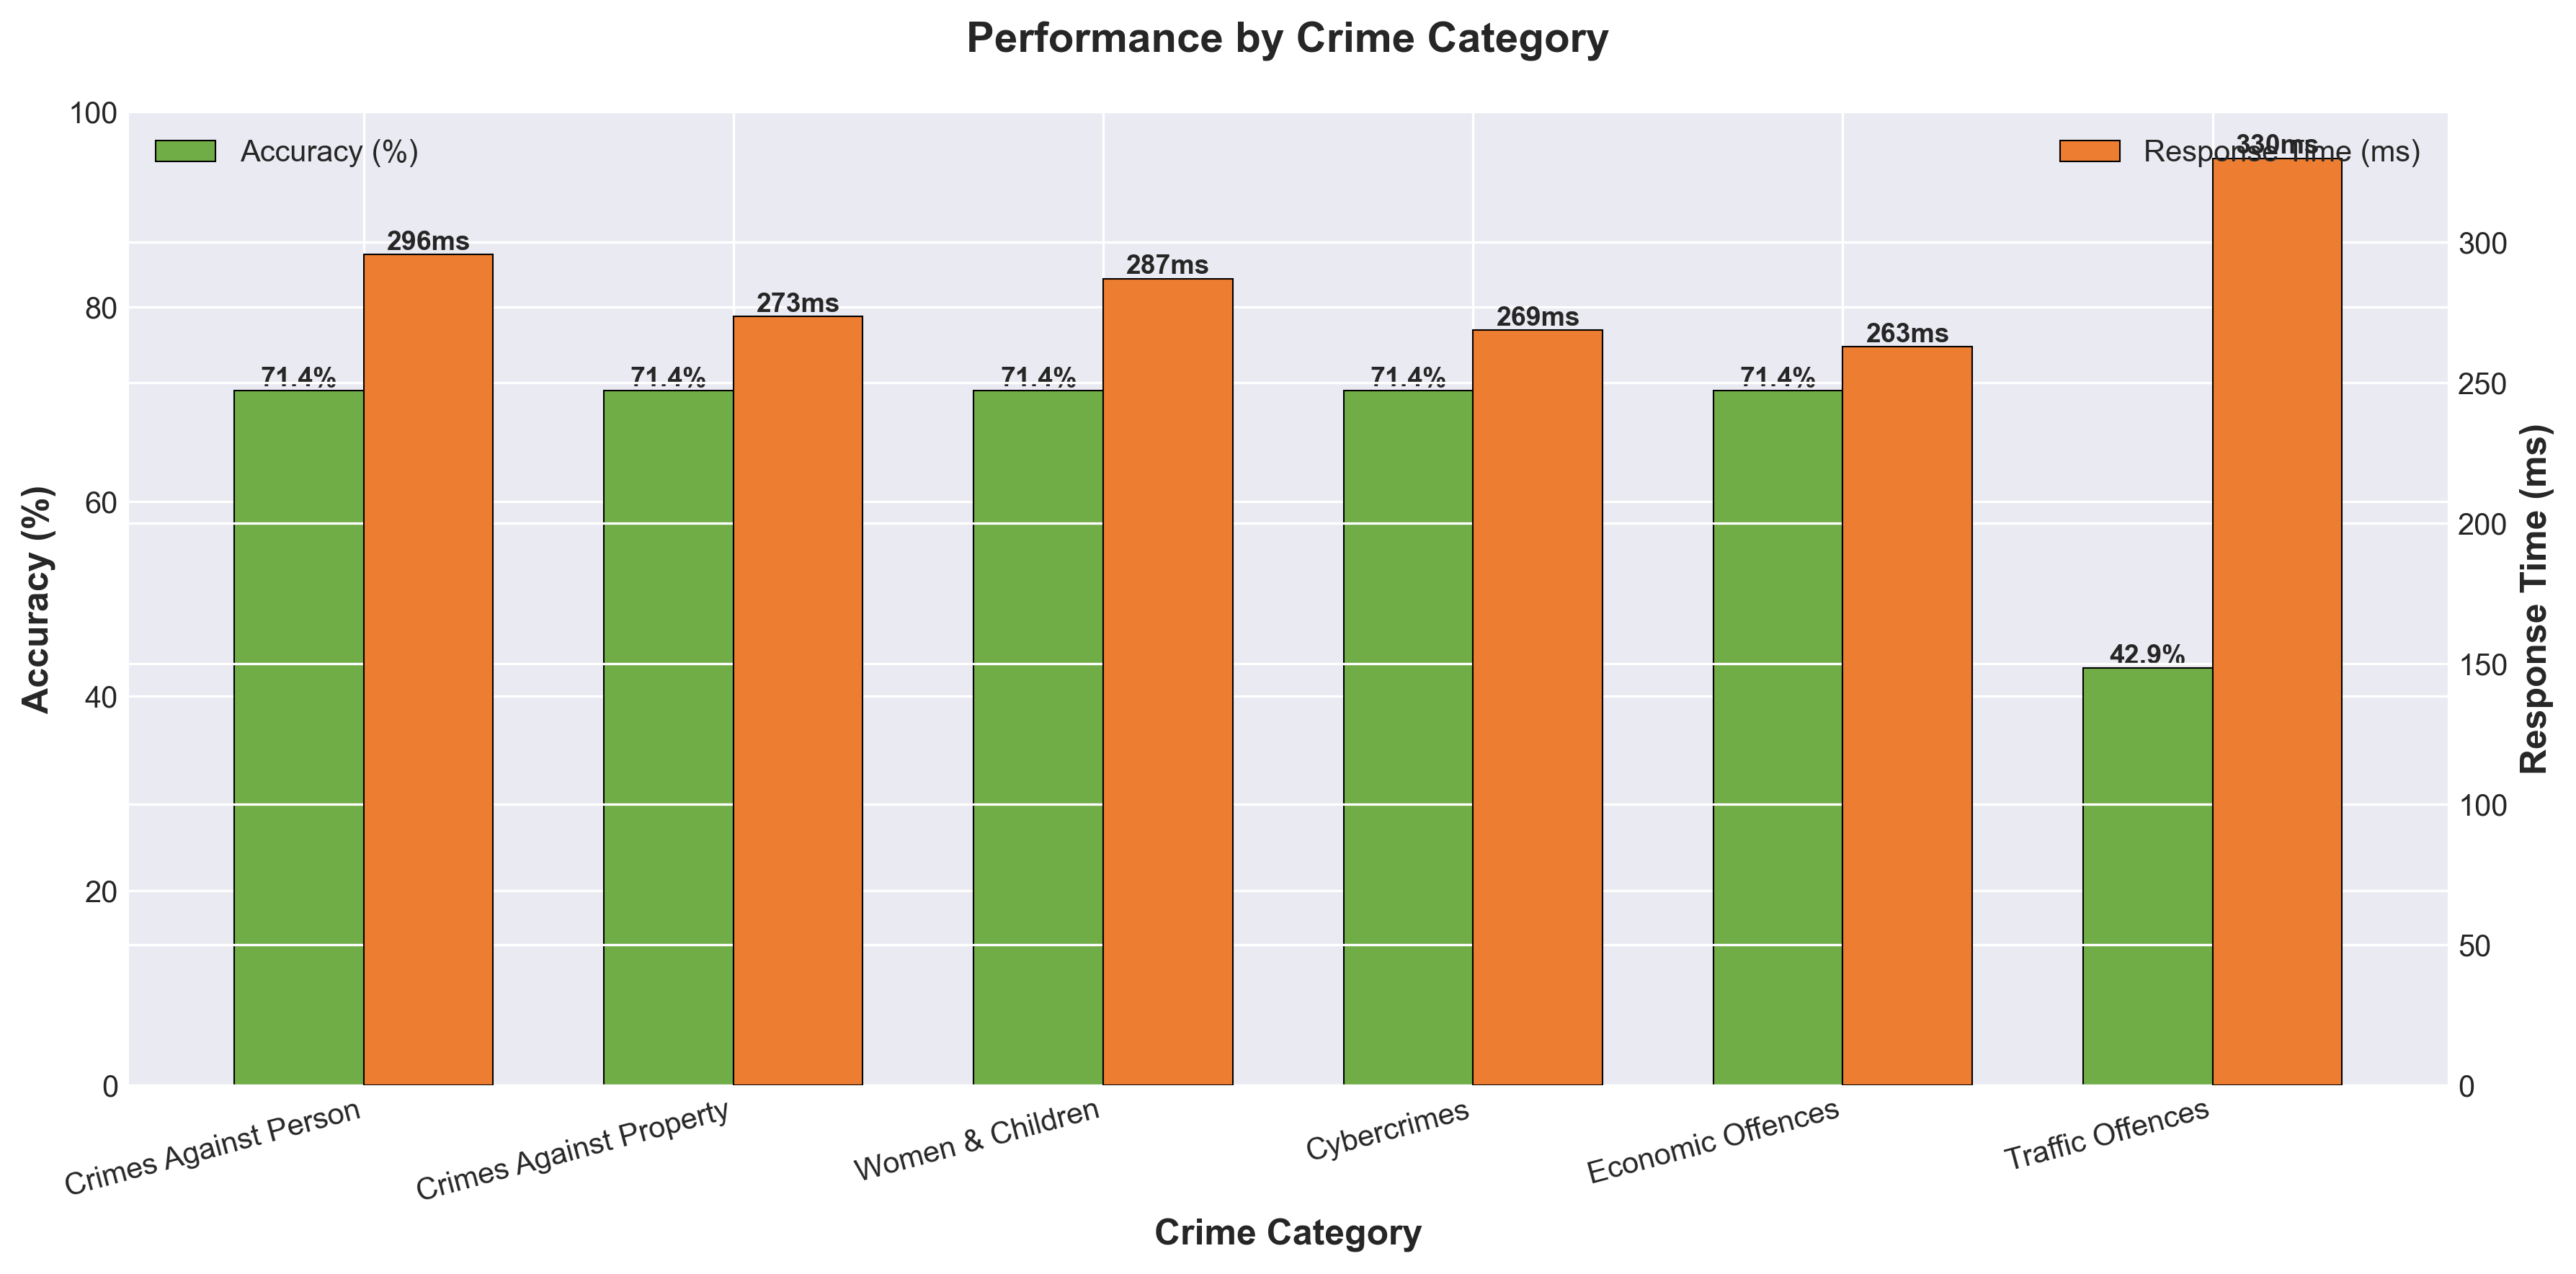 Performance by Crime Category
Accuracy (%)
Response Time (ms)
100
80
60
40
20
0
Accuracy (%)
300
250
200
150
100
50
0
Response Time (ms)
71.4%
296ms
71.4%
273ms
71.4%
287ms
71.4%
269ms
71.4%
263ms
42.9%
330ms
Crimes Against Person
Crimes Against Property
Women & Children
Cybercrimes
Economic Offences
Traffic Offences
Crime Category